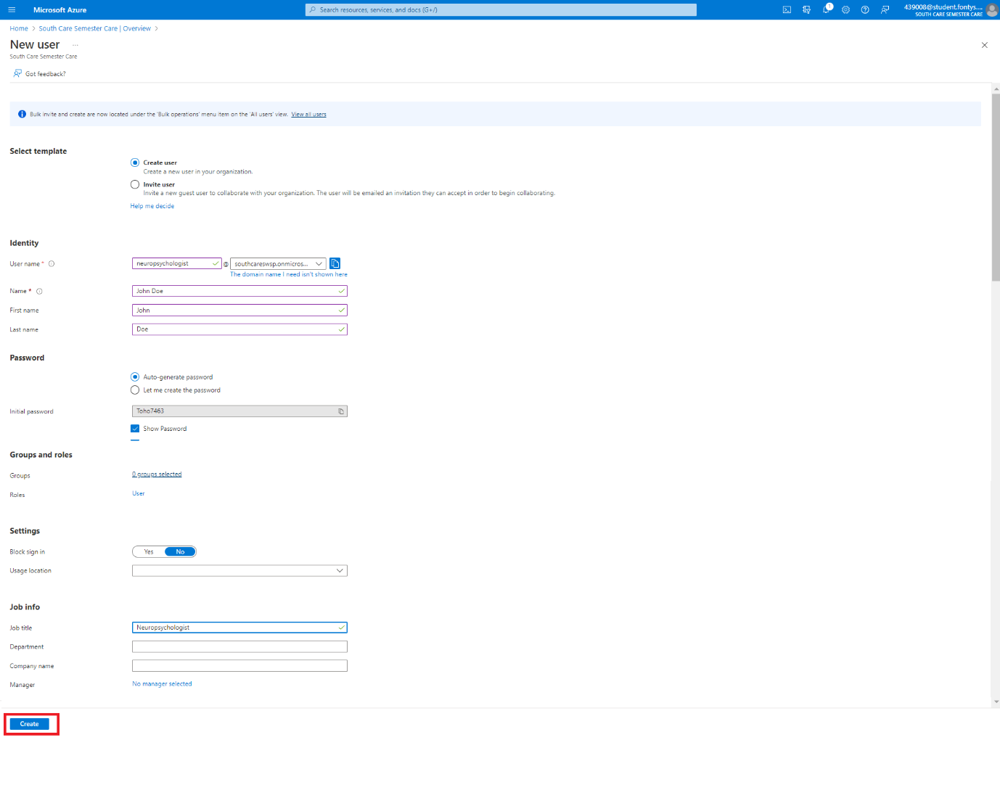 Microsoft Azure
Search resources, services, and docs (G+/)
1
439008@student.fontys....
SOUTH CARE SEMESTER CARE
Home > South Care Semester Care | Overview >
New user ...
South Care Semester Care
Got feedback?
Bulk invite and create are now located under the 'Bulk operations' menu item on the 'All users' view. View all users
Select template
Create user
Create a new user in your organization.
Invite user
Invite a new guest user to collaborate with your organization. The user will be emailed an invitation they can accept in order to begin collaborating.
Help me decide
Identity
User name * neuropsychologist @ southcareswsp.onmicros...
The domain name I need isn't shown here
Name * John Doe
First name John
Last name Doe
Password
Auto-generate password
Let me create the password
Initial password Toho7463
Show Password
Groups and roles
Groups 0 groups selected
Roles User
Settings
Block sign in Yes No
Usage location
Job info
Job title Neuropsychologist
Department
Company name
Manager No manager selected
Create